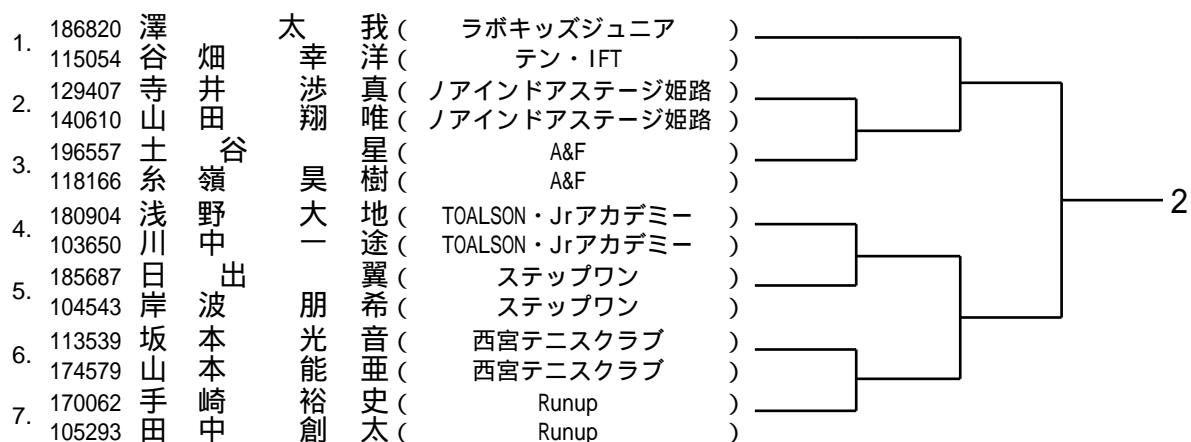 1. 186820 澤 太 我 ( ラボキッズジュニア )
115054 谷 畑 幸 洋 ( テン・IFT )
2. 129407 寺 井 渉 真 ( ノアインドアステージ姫路 )
140610 山 田 翔 唯 ( ノアインドアステージ姫路 )
3. 196557 土 谷 星 ( A&F )
118166 糸 嶺 昊 樹 ( A&F )
4. 180904 浅 野 大 地 ( TOALSON・Jrアカデミー )
103650 川 中 一 途 ( TOALSON・Jrアカデミー )
5. 185687 日 出 翼 ( ステップワン )
104543 岸 波 朋 希 ( ステップワン )
6. 113539 坂 本 光 音 ( 西宮テニスクラブ )
174579 山 本 能 亜 ( 西宮テニスクラブ )
7. 170062 手 崎 裕 史 ( Runup )
105293 田 中 創 太 ( Runup )
2